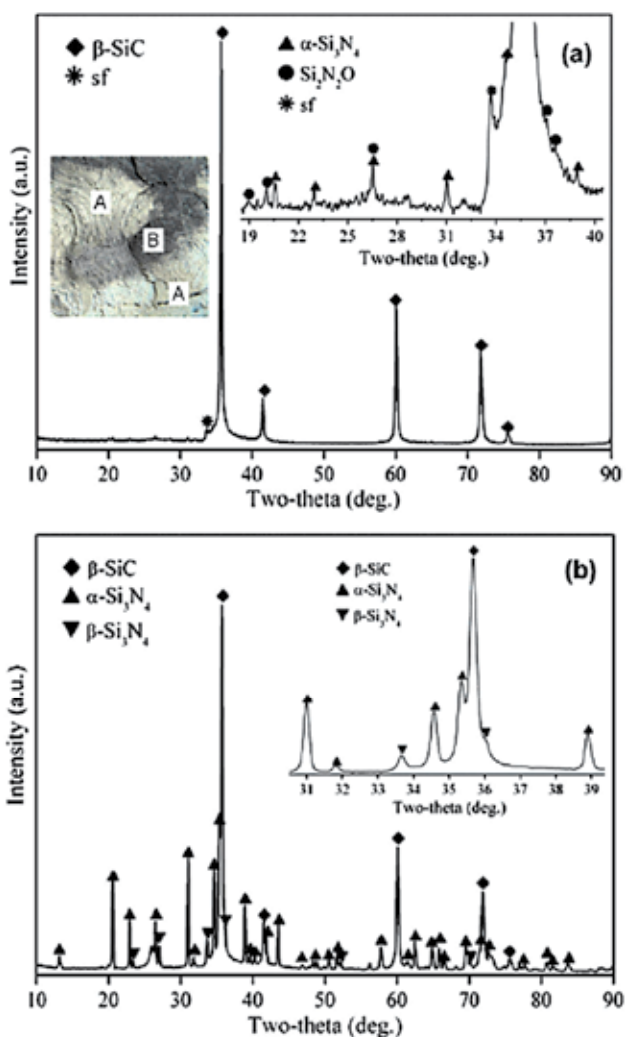 (a)
β-SiC
sf
α-Si₃N₄
Si₂N₂O
sf
A
B
A
19 22 25 28 31 34 37 40
Two-theta (deg.)
Intensity (a.u.)
10 20 30 40 50 60 70 80 90
Two-theta (deg.)
(b)
β-SiC
α-Si₃N₄
β-Si₃N₄
β-SiC
α-Si₃N₄
β-Si₃N₄
31 32 33 34 35 36 37 38 39
Two-theta (deg.)
Intensity (a.u.)
10 20 30 40 50 60 70 80 90
Two-theta (deg.)